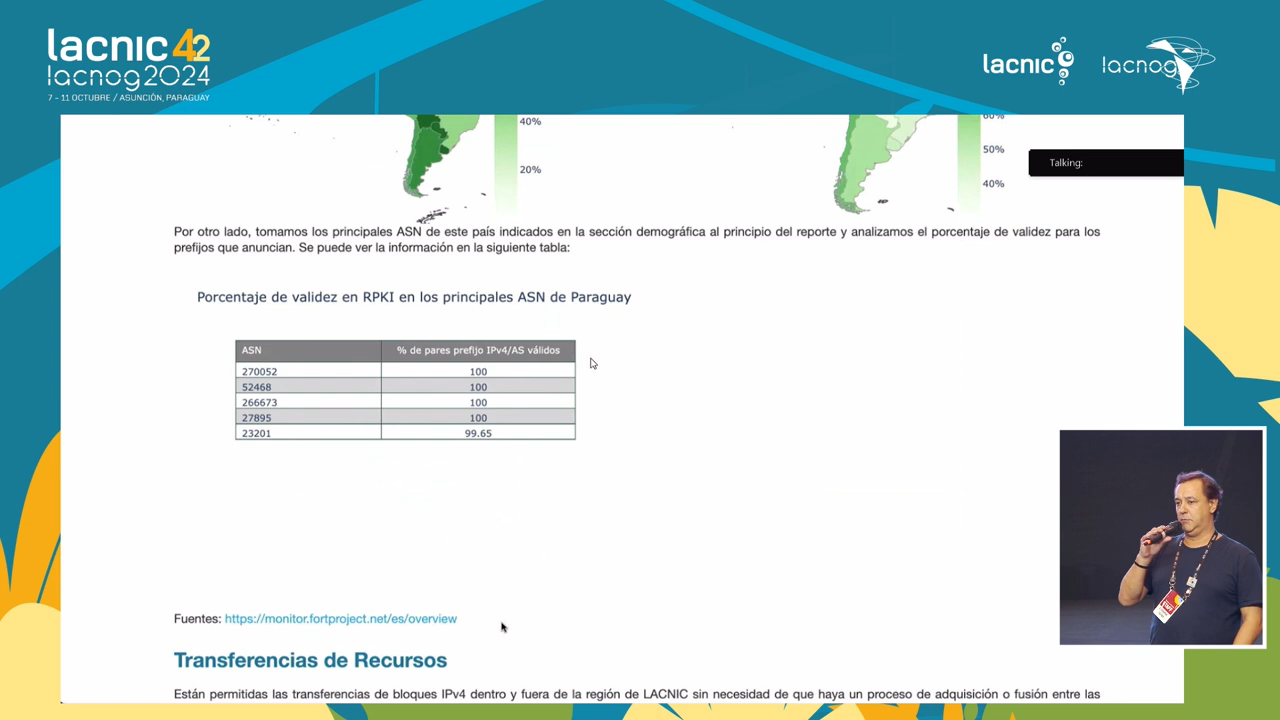 lacnic 42
lacnog2024
7 - 11 OCTUBRE / ASUNCIÓN, PARAGUAY
lacnic
lacnog
40%
20%
60%
50%
40%
Talking:
Por otro lado, tomamos los principales ASN de este país indicados en la sección demográfica al principio del reporte y analizamos el porcentaje de validez para los
prefijos que anuncian. Se puede ver la información en la siguiente tabla:
Porcentaje de validez en RPKI en los principales ASN de Paraguay
ASN % de pares prefijo IPv4/AS válidos
270052 100
52468 100
266673 100
27895 100
23201 99.65
Fuentes: https://monitor.fortproject.net/es/overview
Transferencias de Recursos
Están permitidas las transferencias de bloques IPv4 dentro y fuera de la región de LACNIC sin necesidad de que haya un proceso de adquisición o fusión entre las